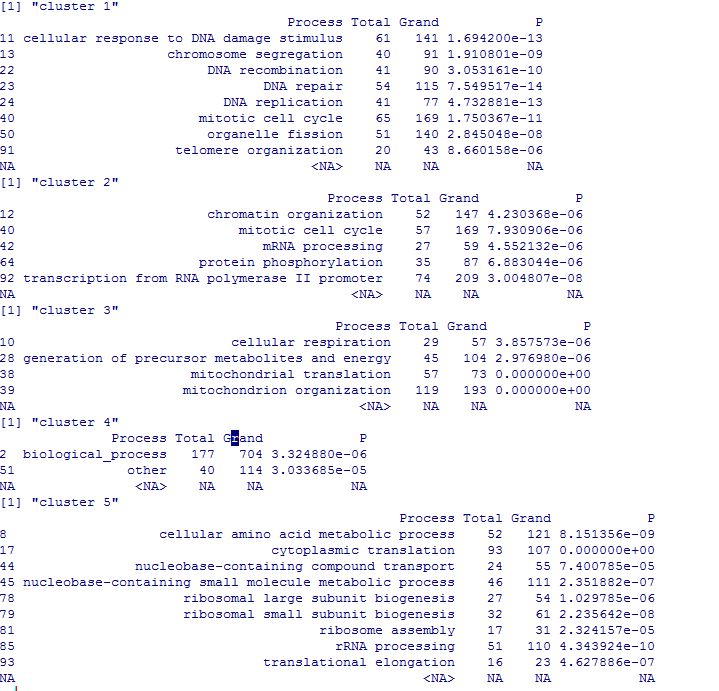 [1] "cluster 1"
Process Total Grand P
11 cellular response to DNA damage stimulus 61 141 1.694200e-13
13 chromosome segregation 40 91 1.910801e-09
22 DNA recombination 41 90 3.053161e-10
23 DNA repair 54 115 7.549517e-14
24 DNA replication 41 77 4.732881e-13
40 mitotic cell cycle 65 169 1.750367e-11
50 organelle fission 51 140 2.845048e-08
91 telomere organization 20 43 8.660158e-06
NA <NA> NA NA NA
[1] "cluster 2"
Process Total Grand P
12 chromatin organization 52 147 4.230368e-06
40 mitotic cell cycle 57 169 7.930906e-06
42 mRNA processing 27 59 4.552132e-06
64 protein phosphorylation 35 87 6.883044e-06
92 transcription from RNA polymerase II promoter 74 209 3.004807e-08
NA <NA> NA NA NA
[1] "cluster 3"
Process Total Grand P
10 cellular respiration 29 57 3.857573e-06
28 generation of precursor metabolites and energy 45 104 2.976980e-06
38 mitochondrial translation 57 73 0.000000e+00
39 mitochondrion organization 119 193 0.000000e+00
NA <NA> NA NA NA
[1] "cluster 4"
Process Total Grand P
2 biological_process 177 704 3.324880e-06
51 other 40 114 3.033685e-05
NA <NA> NA NA NA
[1] "cluster 5"
Process Total Grand P
8 cellular amino acid metabolic process 52 121 8.151356e-09
17 cytoplasmic translation 93 107 0.000000e+00
44 nucleobase-containing compound transport 24 55 7.400785e-05
45 nucleobase-containing small molecule metabolic process 46 111 2.351882e-07
78 ribosomal large subunit biogenesis 27 54 1.029785e-06
79 ribosomal small subunit biogenesis 32 61 2.235642e-08
81 ribosome assembly 17 31 2.324157e-05
85 rRNA processing 51 110 4.343924e-10
93 translational elongation 16 23 4.627886e-07
NA <NA> NA NA NA